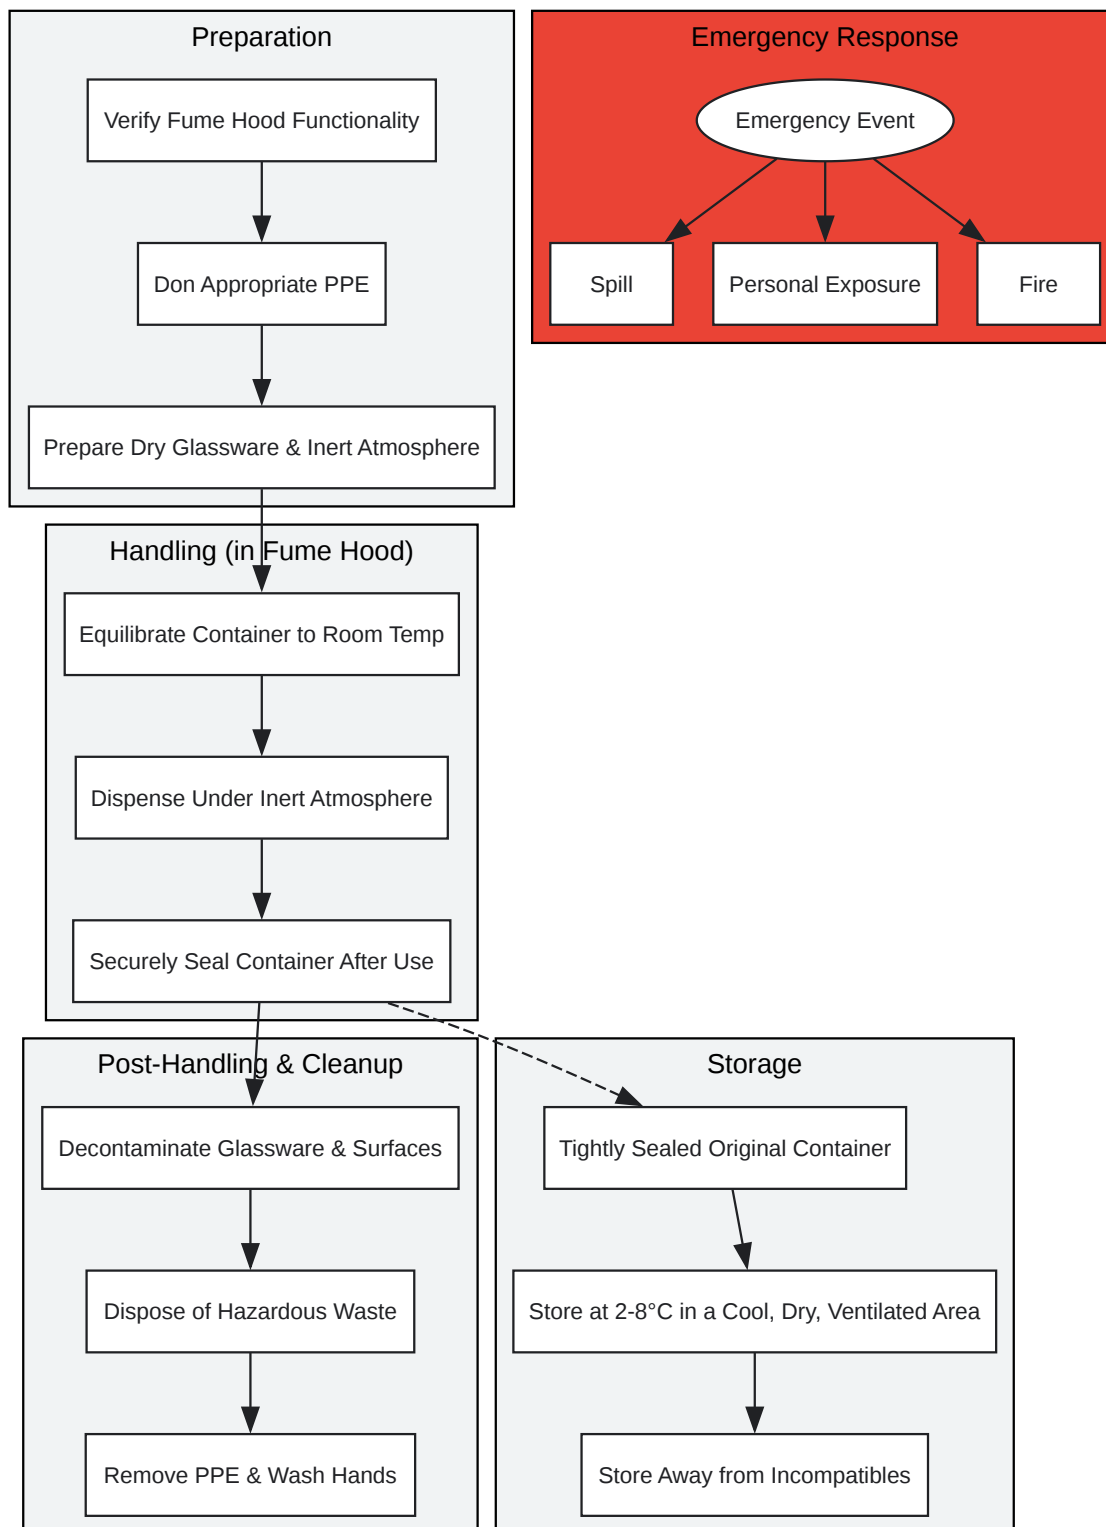 Preparation
Verify Fume Hood Functionality
Don Appropriate PPE
Prepare Dry Glassware & Inert Atmosphere
Emergency Response
Emergency Event
Spill
Personal Exposure
Fire
Handling (in Fume Hood)
Equilibrate Container to Room Temp
Dispense Under Inert Atmosphere
Securely Seal Container After Use
Post-Handling & Cleanup
Decontaminate Glassware & Surfaces
Dispose of Hazardous Waste
Remove PPE & Wash Hands
Storage
Tightly Sealed Original Container
Store at 2-8°C in a Cool, Dry, Ventilated Area
Store Away from Incompatibles